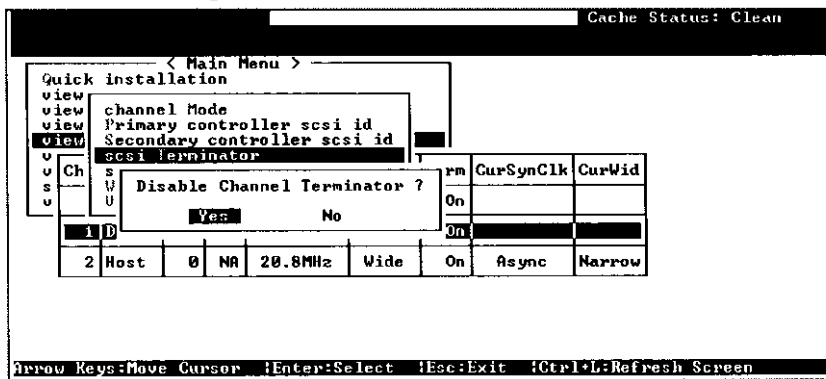 Cache Status: Clean
< Main Menu >
Quick installation
view
view
view
view
v
v
s
v
channel Mode
Primary controller scsi id
Secondary controller scsi id
scsi Terminator
S
W
U
Disable Channel Terminator ?
Yes No
Ch rm CurSynClk CurWid
On
1 D On
2 Host 0 NA 20.8MHz Wide On Async Narrow
Arrow Keys:Move Cursor |Enter:Select |Esc:Exit |Ctrl+L:Refresh Screen